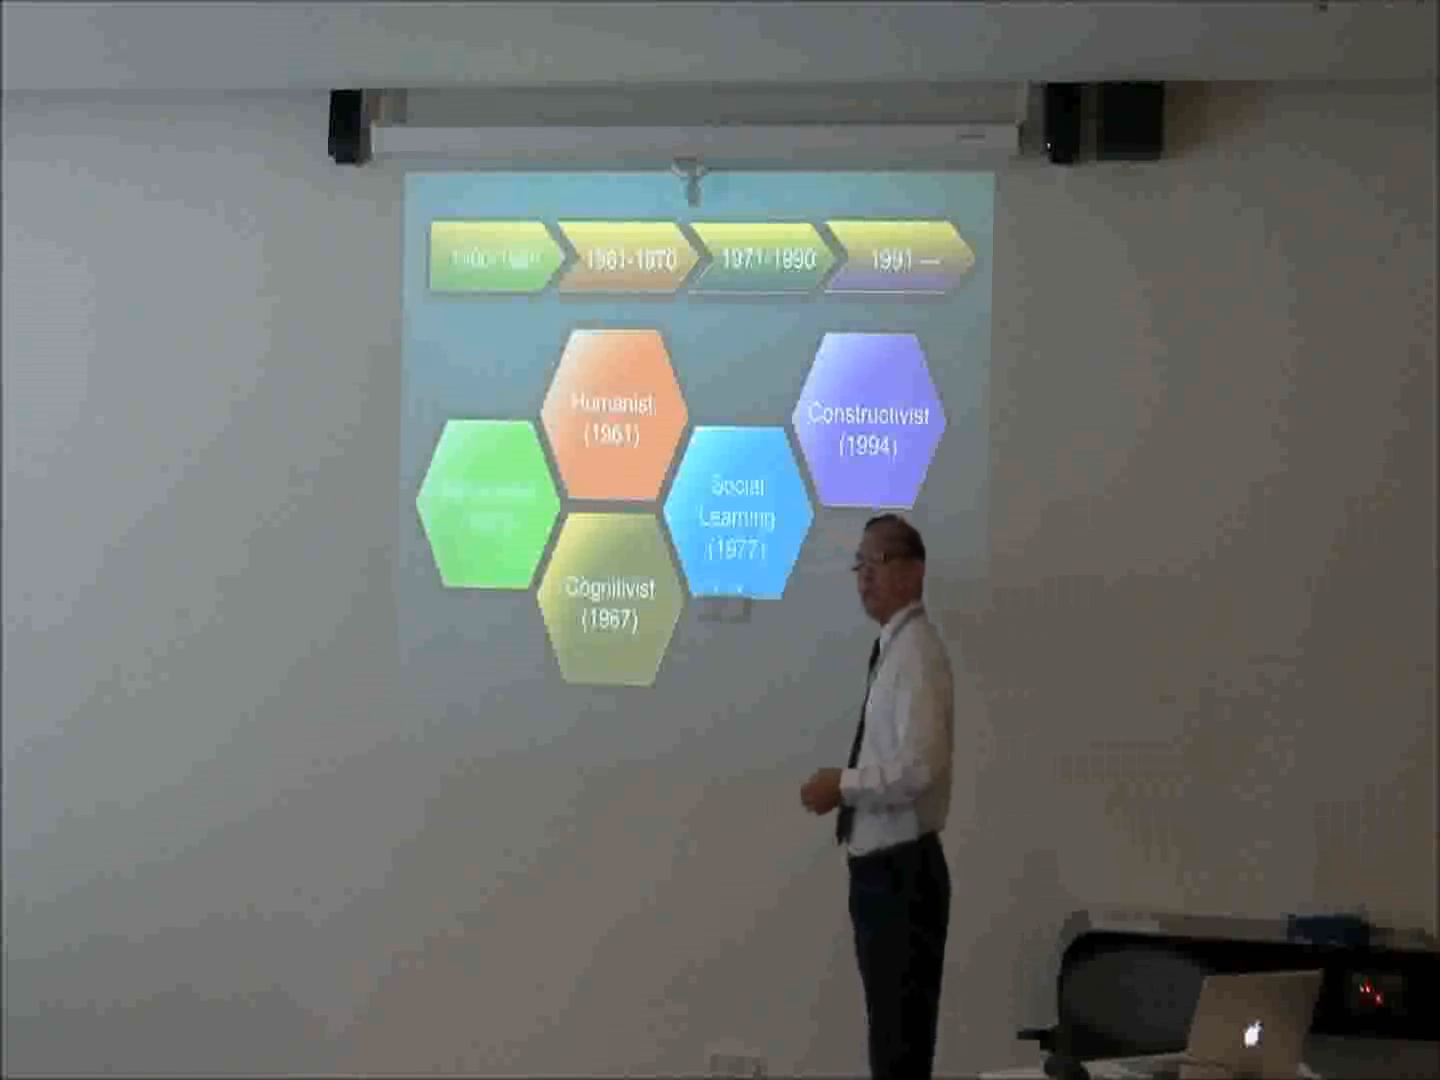 1961-1970
1971-1990
1991 —
Humanist
(1961)
Constructivist
(1994)
Social
Learning
(1977)
Cognitivist
(1967)